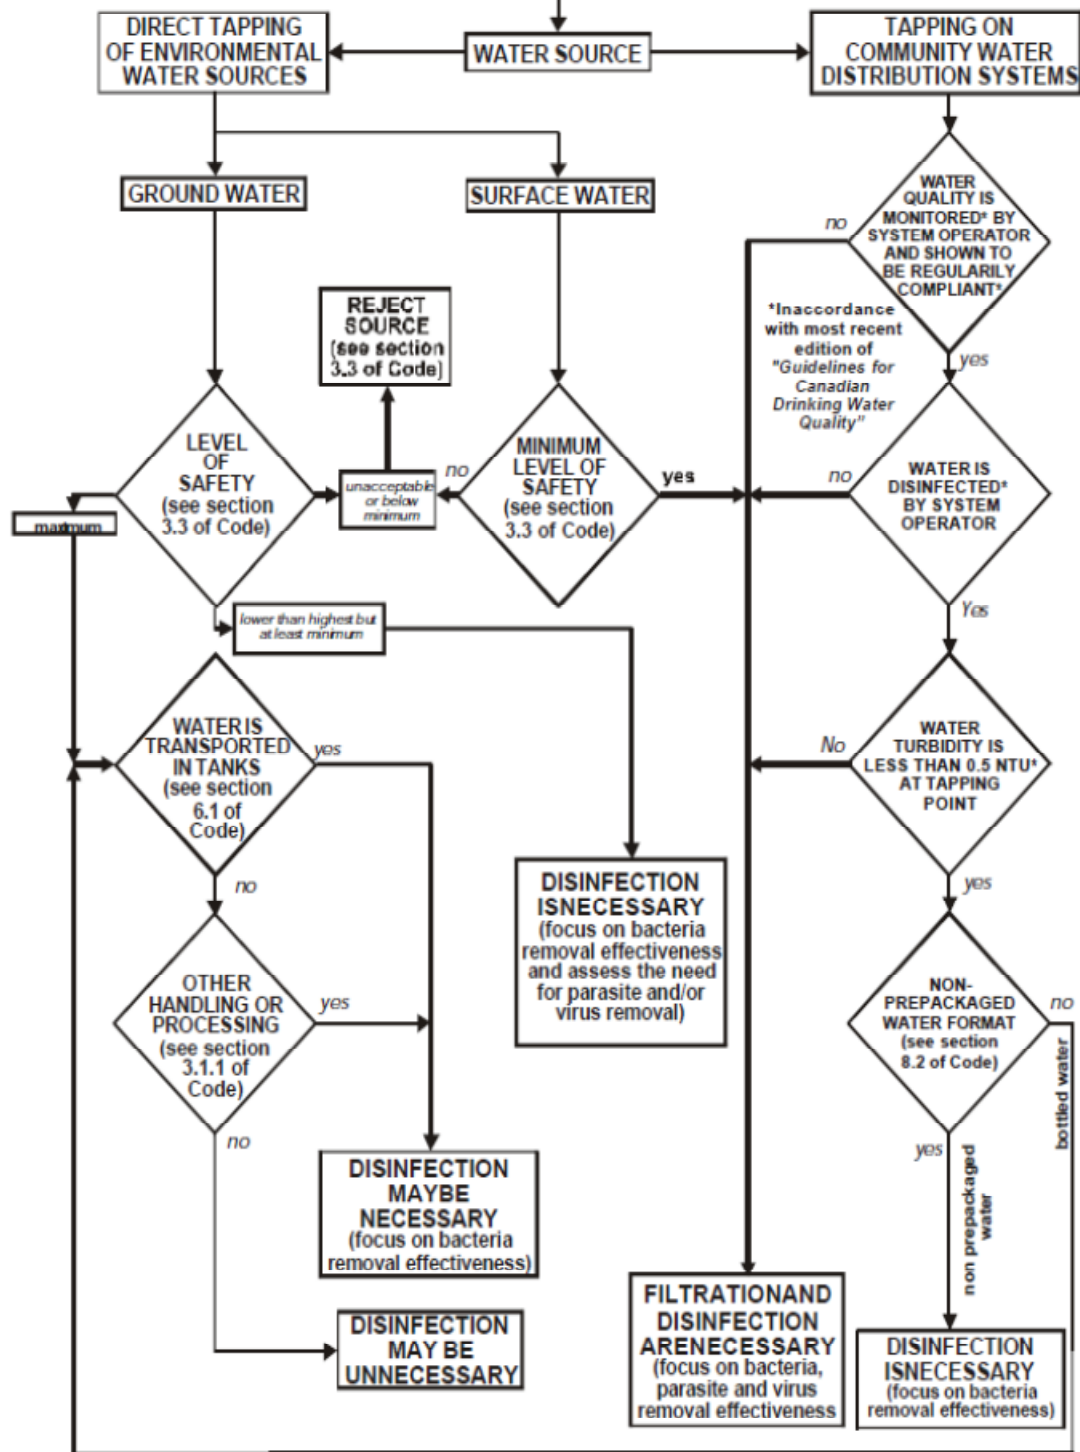 DIRECT TAPPING
OF ENVIRONMENTAL
WATER SOURCES
WATER SOURCE
TAPPING ON
COMMUNITY WATER
DISTRIBUTION SYSTEMS
GROUND WATER
SURFACE WATER
WATER
QUALITY IS
MONITORED* BY
SYSTEM OPERATOR
AND SHOWN TO
BE REGULARILY
COMPLIANT*
no
yes
*Inaccordance
with most recent
edition of
"Guidelines for
Canadian
Drinking Water
Quality"
REJECT
SOURCE
(see section
3.3 of Code)
LEVEL
OF
SAFETY
(see section
3.3 of Code)
maximum
unacceptable
or below
minimum
no
MINIMUM
LEVEL OF
SAFETY
(see section
3.3 of Code)
yes
no
WATER IS
DISINFECTED*
BY SYSTEM
OPERATOR
Yes
lower than highest but
at least minimum
WATER IS
TRANSPORTED
IN TANKS
(see section
6.1 of
Code)
yes
no
No
WATER
TURBIDITY IS
LESS THAN 0.5 NTU*
AT TAPPING
POINT
yes
DISINFECTION
ISNECESSARY
(focus on bacteria
removal effectiveness
and assess the need
for parasite and/or
virus removal)
OTHER
HANDLING OR
PROCESSING
(see section
3.1.1 of
Code)
yes
no
NON-
PREPACKAGED
WATER FORMAT
(see section
8.2 of Code)
no
bottled water
yes
non prepackaged
water
DISINFECTION
MAYBE
NECESSARY
(focus on bacteria
removal effectiveness)
DISINFECTION
MAY BE
UNNECESSARY
FILTRATIONAND
DISINFECTION
ARENECESSARY
(focus on bacteria,
parasite and virus
removal effectiveness
DISINFECTION
ISNECESSARY
(focus on bacteria
removal effectiveness)